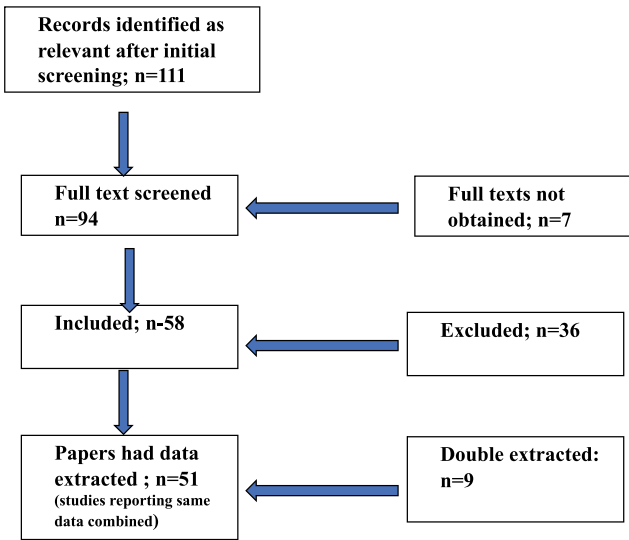 Records identified as
relevant after initial
screening; n=111
Full text screened
n=94
Full texts not
obtained; n=7
Included; n-58
Excluded; n=36
Papers had data
extracted ; n=51
(studies reporting same
data combined)
Double extracted:
n=9